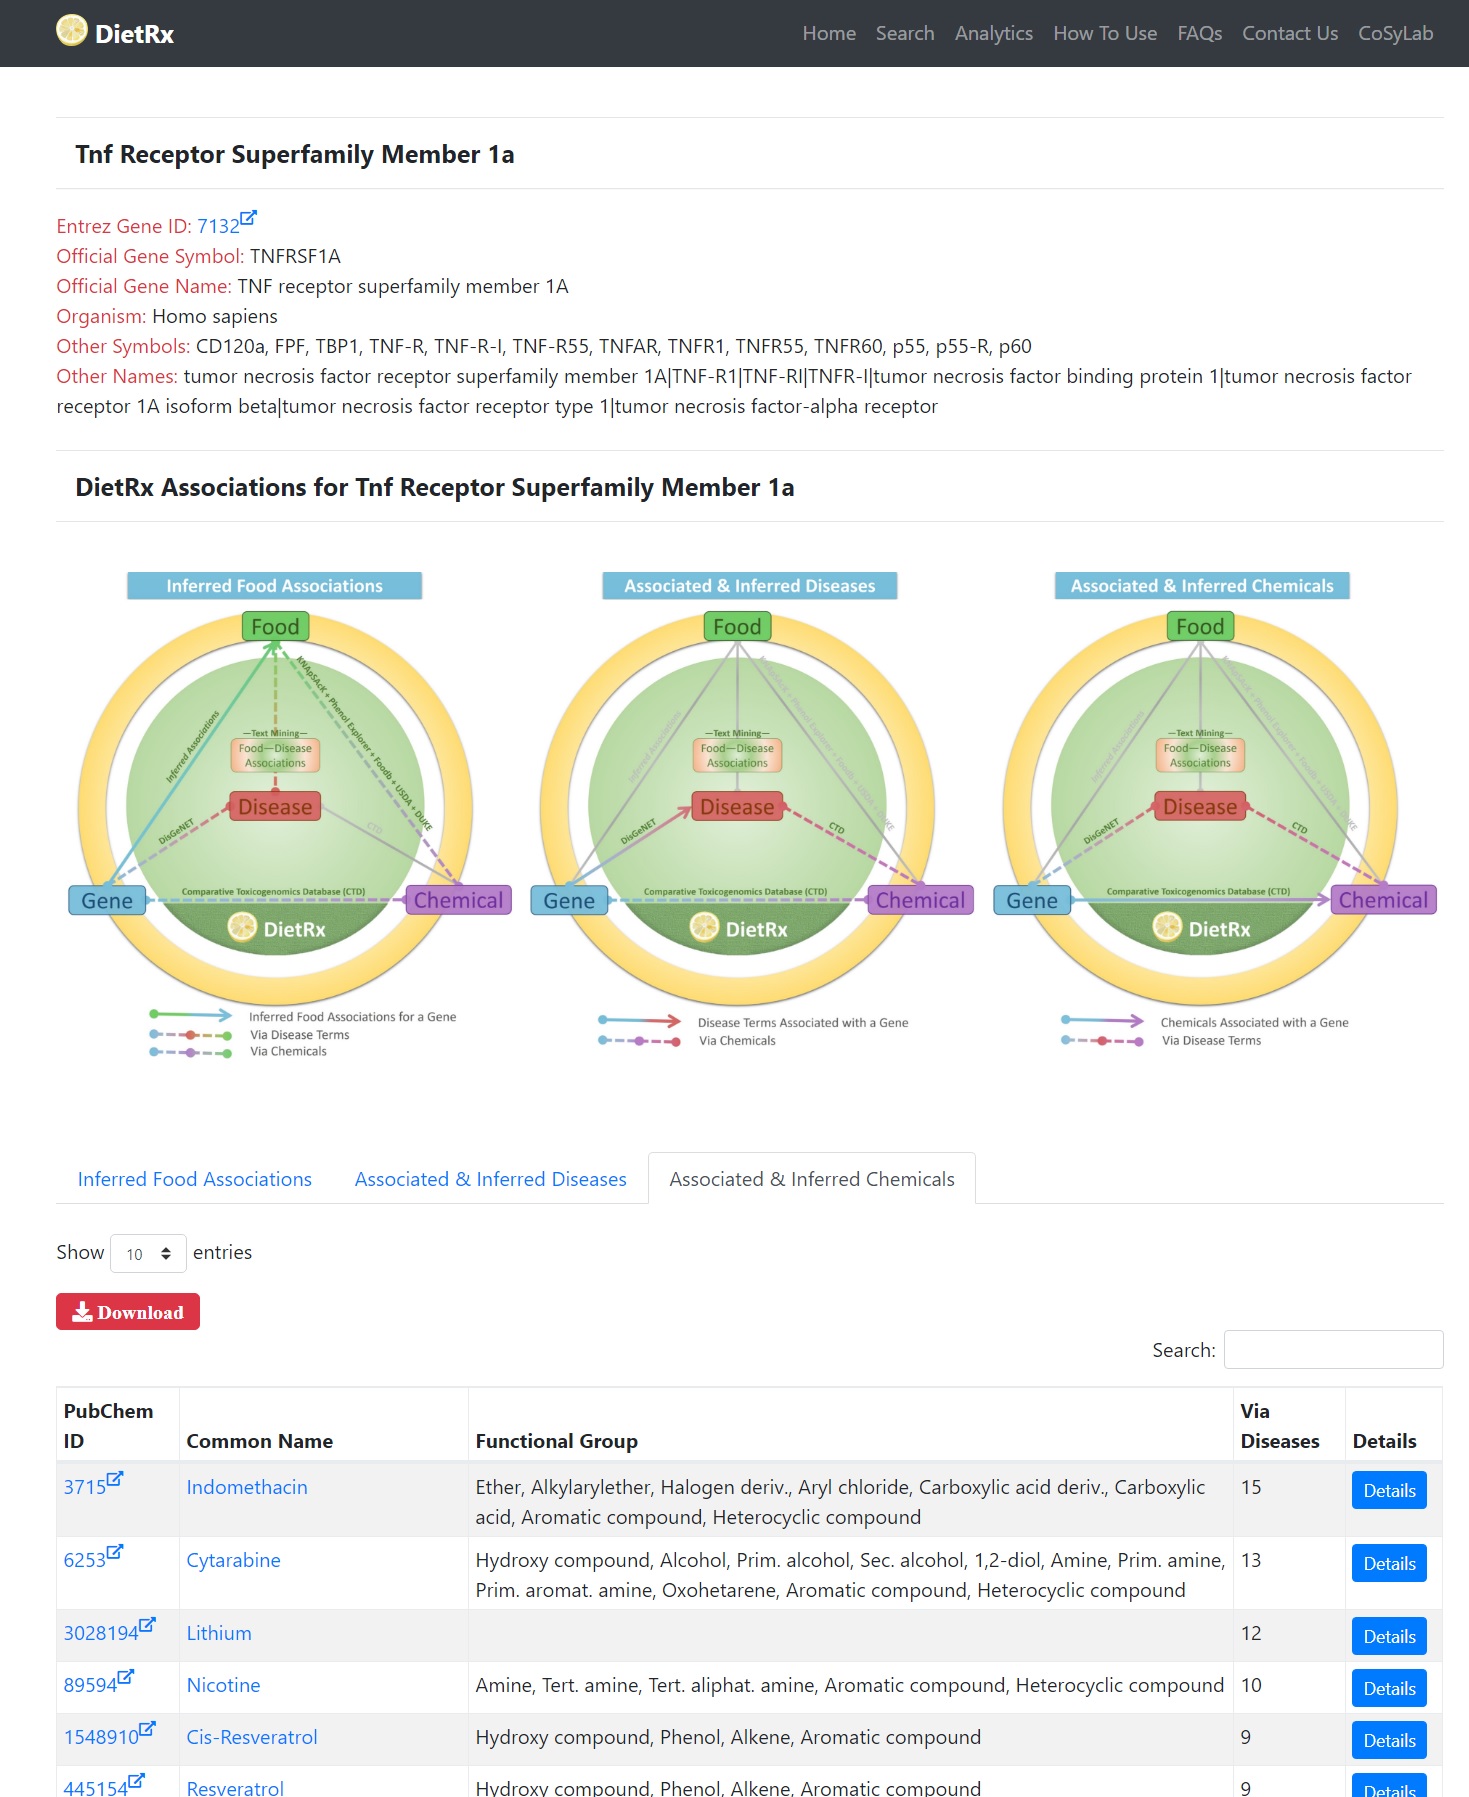 DietRx
Home Search Analytics How To Use FAQs Contact Us CoSyLab
Tnf Receptor Superfamily Member 1a
Entrez Gene ID: 7132
Official Gene Symbol: TNFRSF1A
Official Gene Name: TNF receptor superfamily member 1A
Organism: Homo sapiens
Other Symbols: CD120a, FPF, TBP1, TNF-R, TNF-R-I, TNF-R55, TNFAR, TNFR1, TNFR55, TNFR60, p55, p55-R, p60
Other Names: tumor necrosis factor receptor superfamily member 1A|TNF-R1|TNF-RI|TNFR-I|tumor necrosis factor binding protein 1|tumor necrosis factor
receptor 1A isoform beta|tumor necrosis factor receptor type 1|tumor necrosis factor-alpha receptor
DietRx Associations for Tnf Receptor Superfamily Member 1a
Inferred Food Associations
Food
Inferred Associations
KNApSAcK + Phenol Explorer + Foodb + USDA + DUKE
—Text Mining—
Food—Disease
Associations
Disease
DisGeNET
CTD
Comparative Toxicogenomics Database (CTD)
Gene
Chemical
DietRx
Inferred Food Associations for a Gene
Via Disease Terms
Via Chemicals
Associated & Inferred Diseases
Food
Inferred Associations
KNApSAcK + Phenol Explorer + Foodb + USDA + DUKE
—Text Mining—
Food—Disease
Associations
Disease
DisGeNET
CTD
Comparative Toxicogenomics Database (CTD)
Gene
Chemical
DietRx
Disease Terms Associated with a Gene
Via Chemicals
Associated & Inferred Chemicals
Food
Inferred Associations
KNApSAcK + Phenol Explorer + Foodb + USDA + DUKE
—Text Mining—
Food—Disease
Associations
Disease
DisGeNET
CTD
Comparative Toxicogenomics Database (CTD)
Gene
Chemical
DietRx
Chemicals Associated with a Gene
Via Disease Terms
Inferred Food Associations Associated & Inferred Diseases Associated & Inferred Chemicals
Show 10 entries
Download
Search:
PubChem
ID Common Name Functional Group Via
Diseases Details
3715 Indomethacin Ether, Alkylarylether, Halogen deriv., Aryl chloride, Carboxylic acid deriv., Carboxylic 15 Details
acid, Aromatic compound, Heterocyclic compound
6253 Cytarabine Hydroxy compound, Alcohol, Prim. alcohol, Sec. alcohol, 1,2-diol, Amine, Prim. amine, 13 Details
Prim. aromat. amine, Oxohetarene, Aromatic compound, Heterocyclic compound
3028194 Lithium 12 Details
89594 Nicotine Amine, Tert. amine, Tert. aliphat. amine, Aromatic compound, Heterocyclic compound 10 Details
1548910 Cis-Resveratrol Hydroxy compound, Phenol, Alkene, Aromatic compound 9 Details
445154 Resveratrol Hydroxy compound, Phenol, Alkene, Aromatic compound 9 Details